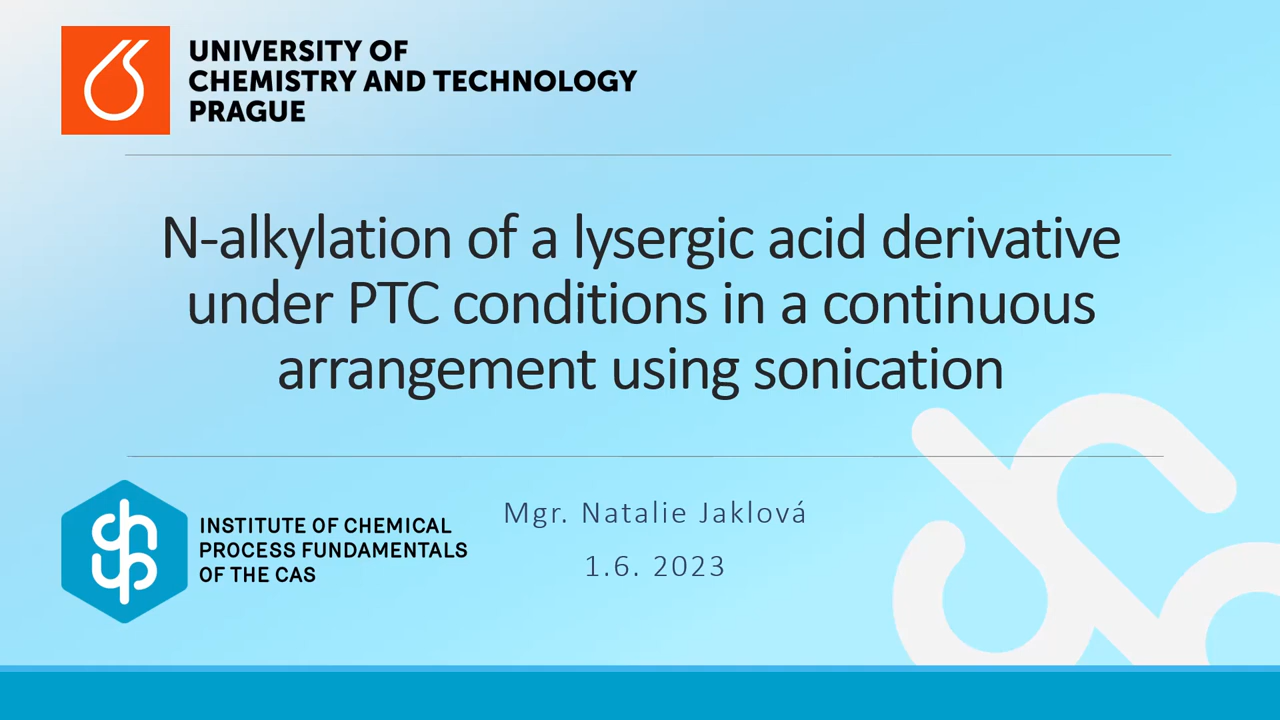 UNIVERSITY OF
CHEMISTRY AND TECHNOLOGY
PRAGUE
N-alkylation of a lysergic acid derivative
under PTC conditions in a continuous
arrangement using sonication
INSTITUTE OF CHEMICAL
PROCESS FUNDAMENTALS
OF THE CAS
Mgr. Natalie Jaklová
1.6. 2023